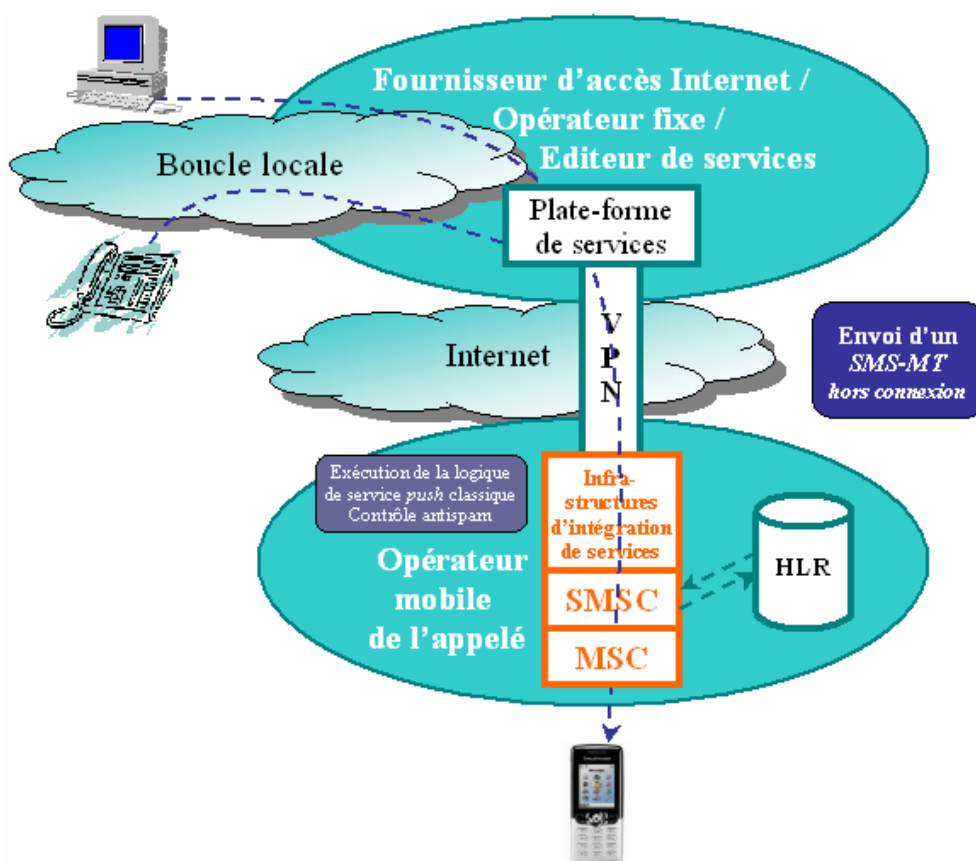 Fournisseur d'accès Internet /
Opérateur fixe /
Editeur de services
Boucle locale
Plate-forme
de services
V
P
N
Internet
Envoi d'un
SMS-MT
hors connexion
Exécution de la logique
de service push classique
Contrôle antispam
Infra-
structures
d'intégration
de services
Opérateur
mobile
de l'appelé
SMSC
MSC
HLR